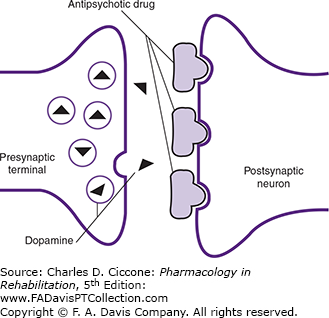 Antipsychotic drug
Presynaptic
terminal
Postsynaptic
neuron
Dopamine
Source: Charles D. Ciccone: Pharmacology in
Rehabilitation, 5th Edition:
www.FADavisPTCollection.com
Copyright © F. A. Davis Company. All rights reserved.